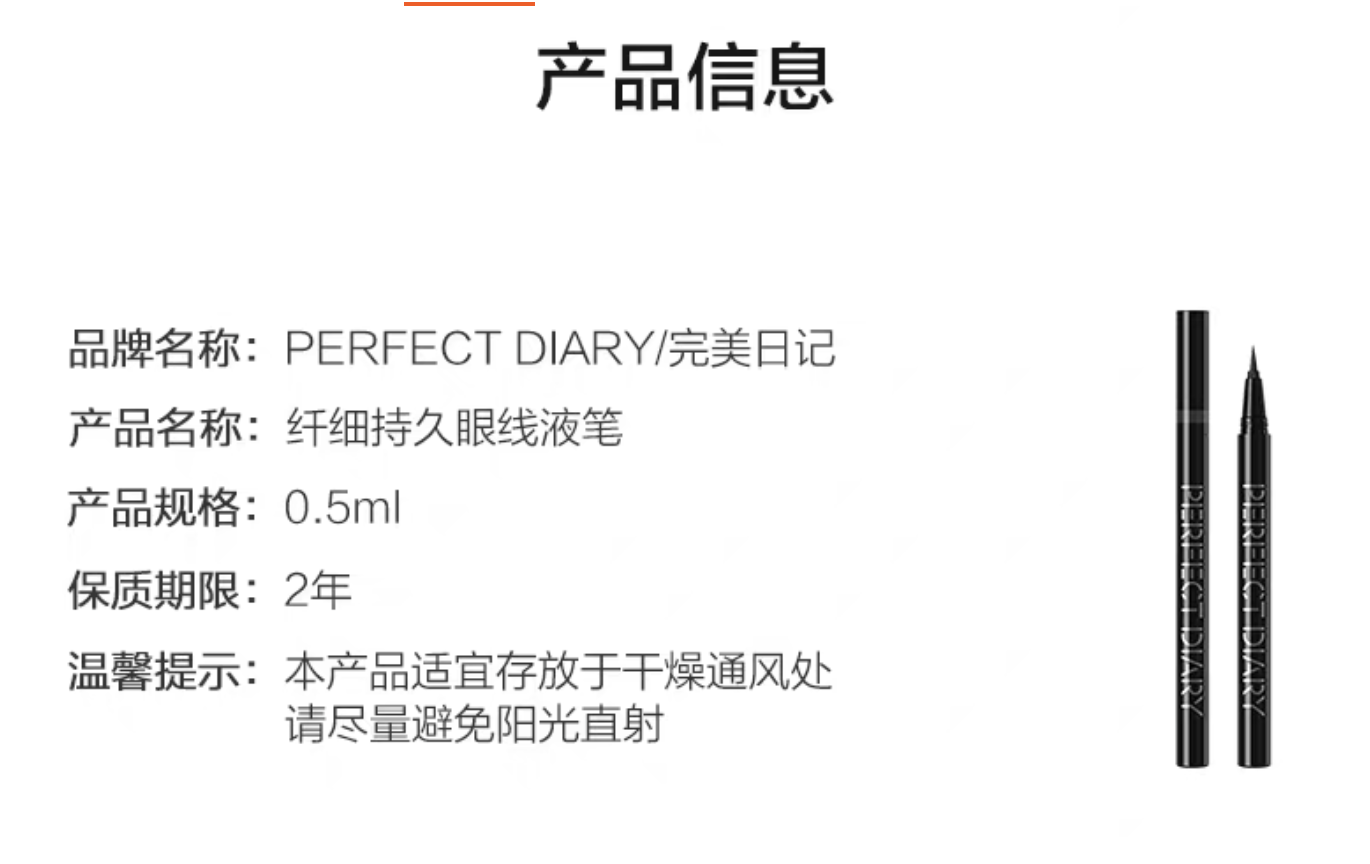 产品信息
品牌名称：PERFECT DIARY/完美日记
产品名称：纤细持久眼线液笔
产品规格：0.5ml
保质期限：2年
温馨提示：本产品适宜存放于干燥通风处
请尽量避免阳光直射
PERFECT DIARY
PERFECT DIARY